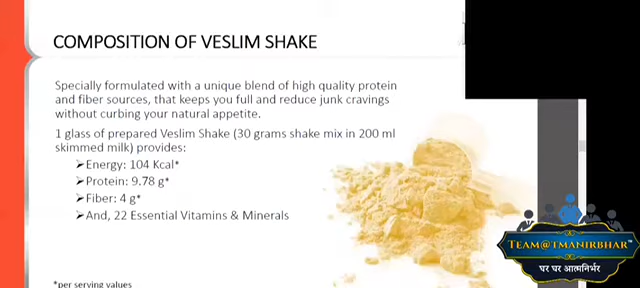 COMPOSITION OF VESLIM SHAKE
Specially formulated with a unique blend of high quality protein
and fiber sources, that keeps you full and reduce junk cravings
without curbing your natural appetite.
1 glass of prepared Veslim Shake (30 grams shake mix in 200 ml
skimmed milk) provides:
➤Energy: 104 Kcal*
➤Protein: 9.78 g*
➤Fiber: 4 g*
➤And, 22 Essential Vitamins & Minerals
*per serving values
TEAM@TMANIRBHAR™
घर घर आत्मनिर्भर